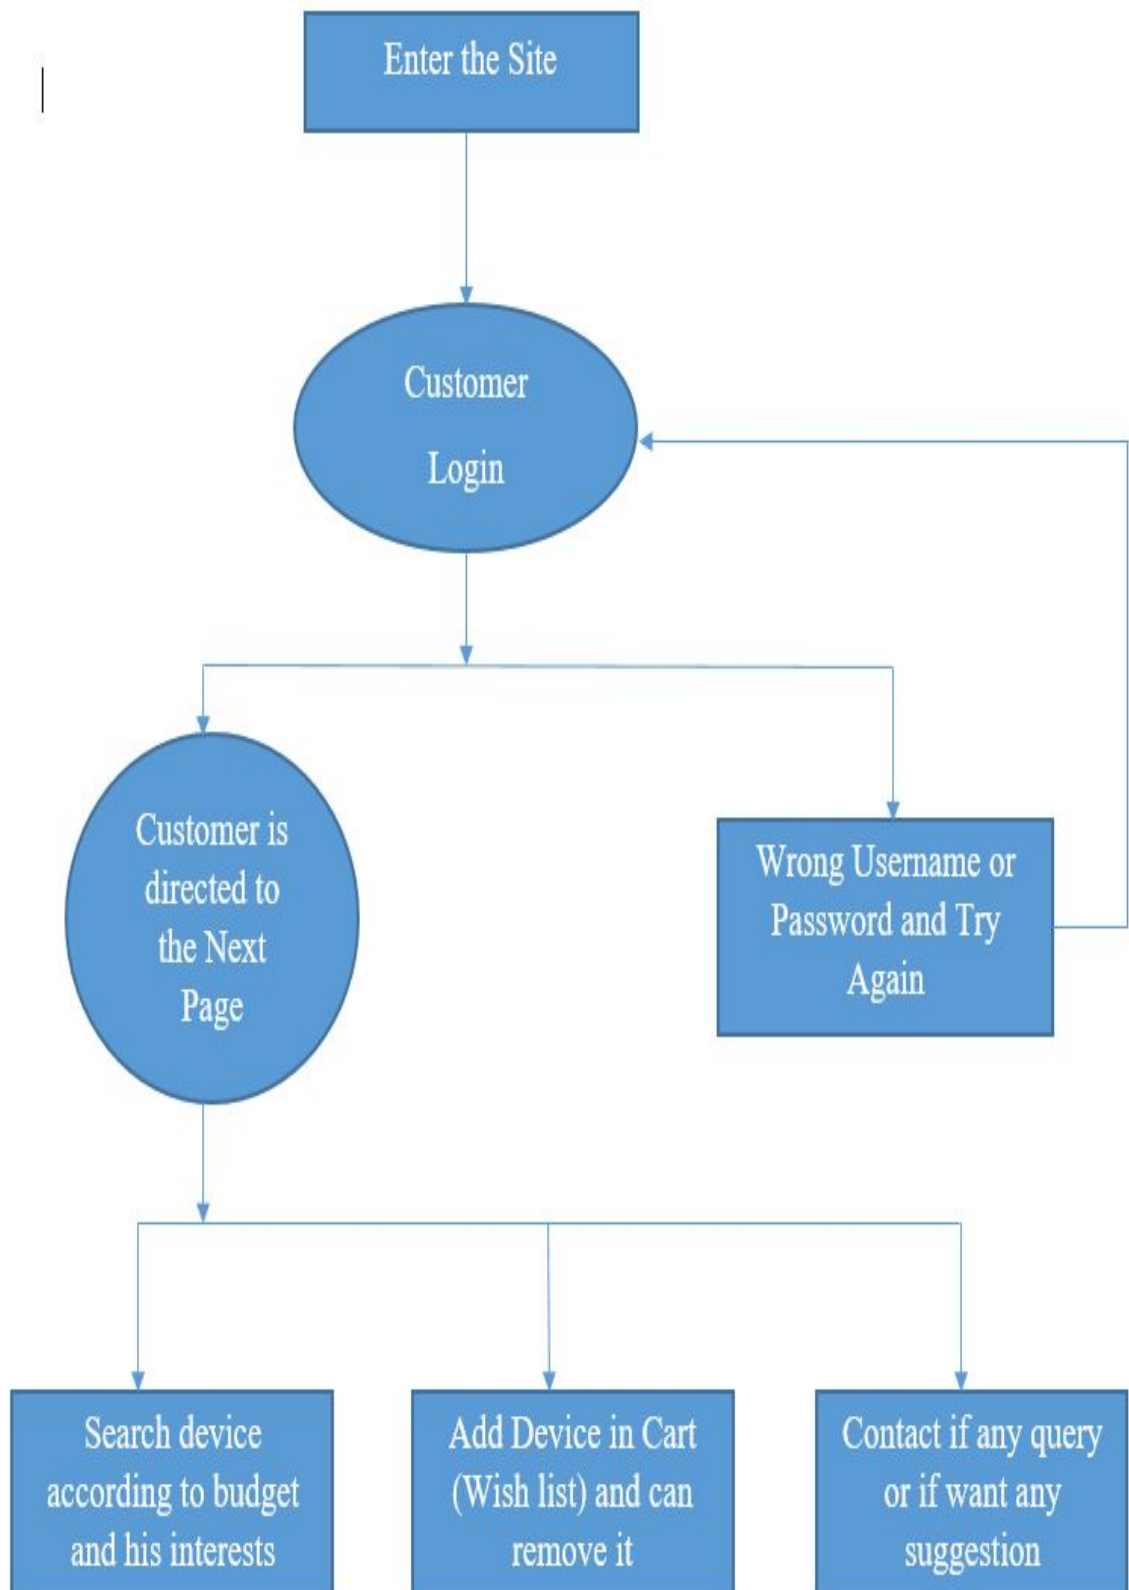 Enter the Site
Customer
Login
Customer is
directed to
the Next
Page
Wrong Username or
Password and Try
Again
Search device
according to budget
and his interests
Add Device in Cart
(Wish list) and can
remove it
Contact if any query
or if want any
suggestion